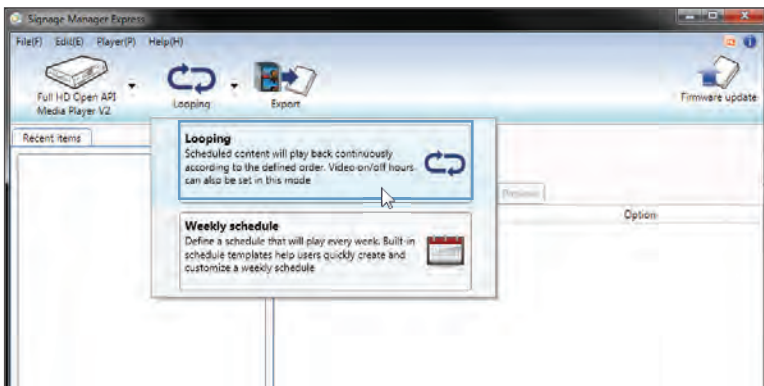 Signage Manager Express
File(F) Edit(E) Player(P) Help(H)
Full HD Open API
Media Player V2
Looping
Export
Firmware update
Recent items
Looping
Scheduled content will play back continuously
according to the defined order. Video on/off hours
can also be set in this mode
Preview
Option
Weekly schedule
Define a schedule that will play every week. Built-in
schedule templates help users quickly create and
customize a weekly schedule